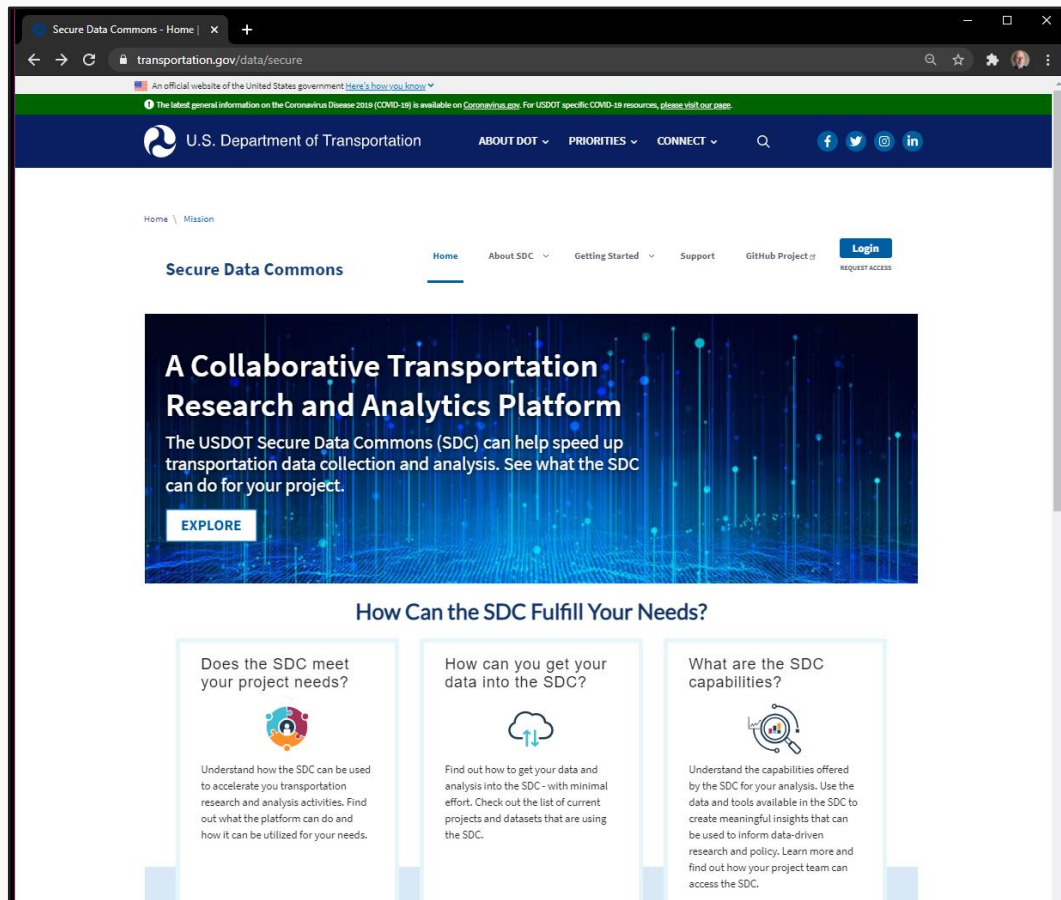 Secure Data Commons - Home |
transportation.gov/data/secure
An official website of the United States government Here's how you know
The latest general information on the Coronavirus Disease 2019 (COVID-19) is available on Coronavirus.gov. For USDOT specific COVID-19 resources, please visit our page.
U.S. Department of Transportation ABOUT DOT PRIORITIES CONNECT
Home \ Mission
Secure Data Commons Home About SDC Getting Started Support GitHub Project Login
REQUEST ACCESS
A Collaborative Transportation
Research and Analytics Platform
The USDOT Secure Data Commons (SDC) can help speed up
transportation data collection and analysis. See what the SDC
can do for your project.
EXPLORE
How Can the SDC Fulfill Your Needs?
Does the SDC meet
your project needs?
Understand how the SDC can be used
to accelerate you transportation
research and analysis activities. Find
out what the platform can do and
how it can be utilized for your needs.
How can you get your
data into the SDC?
Find out how to get your data and
analysis into the SDC - with minimal
effort. Check out the list of current
projects and datasets that are using
the SDC.
What are the SDC
capabilities?
Understand the capabilities offered
by the SDC for your analysis. Use the
data and tools available in the SDC to
create meaningful insights that can
be used to inform data-driven
research and policy. Learn more and
find out how your project team can
access the SDC.